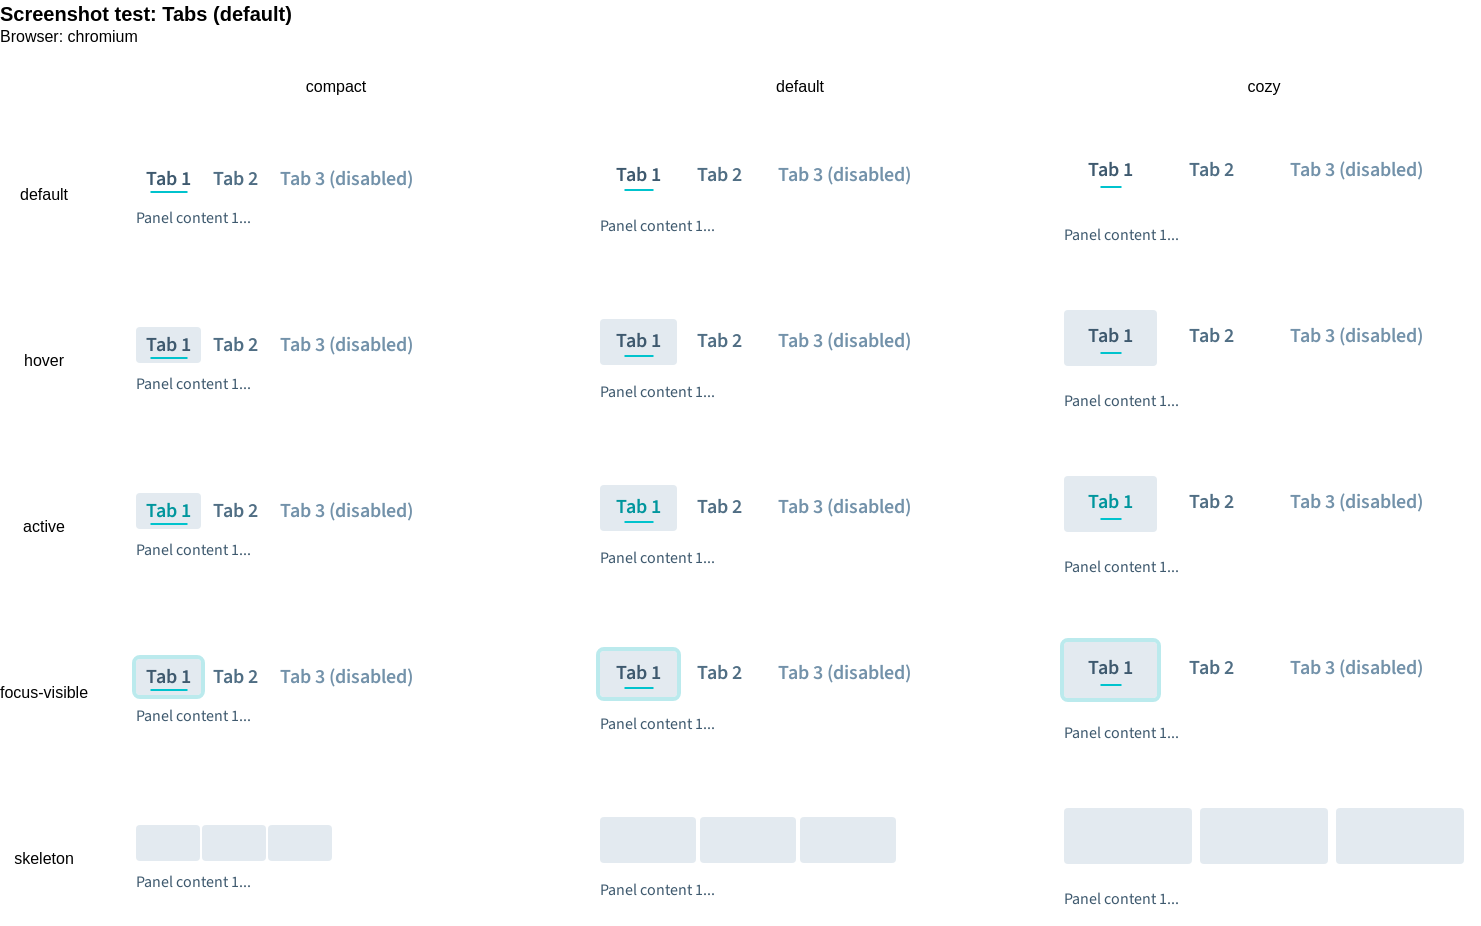 Screenshot test: Tabs (default)
Browser: chromium
compact default cozy
default
Tab 1 Tab 2 Tab 3 (disabled)
Panel content 1...
Tab 1 Tab 2 Tab 3 (disabled)
Panel content 1...
Tab 1 Tab 2 Tab 3 (disabled)
Panel content 1...
hover
Tab 1 Tab 2 Tab 3 (disabled)
Panel content 1...
Tab 1 Tab 2 Tab 3 (disabled)
Panel content 1...
Tab 1 Tab 2 Tab 3 (disabled)
Panel content 1...
active
Tab 1 Tab 2 Tab 3 (disabled)
Panel content 1...
Tab 1 Tab 2 Tab 3 (disabled)
Panel content 1...
Tab 1 Tab 2 Tab 3 (disabled)
Panel content 1...
focus-visible
Tab 1 Tab 2 Tab 3 (disabled)
Panel content 1...
Tab 1 Tab 2 Tab 3 (disabled)
Panel content 1...
Tab 1 Tab 2 Tab 3 (disabled)
Panel content 1...
skeleton
Panel content 1...
Panel content 1...
Panel content 1...